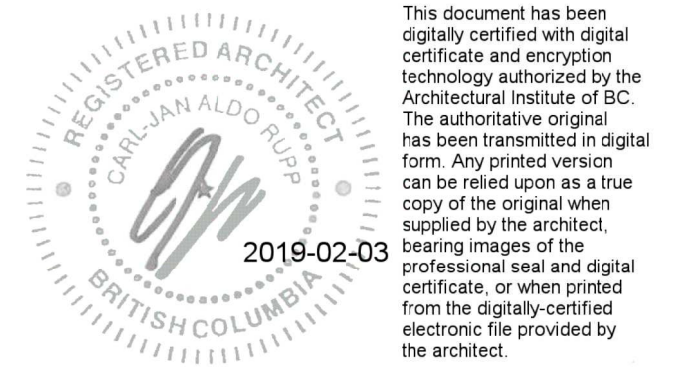 REGISTERED ARCHITECT
CARL-JAN ALDO RUPP
2019-02-03
BRITISH COLUMBIA
This document has been
digitally certified with digital
certificate and encryption
technology authorized by the
Architectural Institute of BC.
The authoritative original
has been transmitted in digital
form. Any printed version
can be relied upon as a true
copy of the original when
supplied by the architect,
bearing images of the
professional seal and digital
certificate, or when printed
from the digitally-certified
electronic file provided by
the architect.